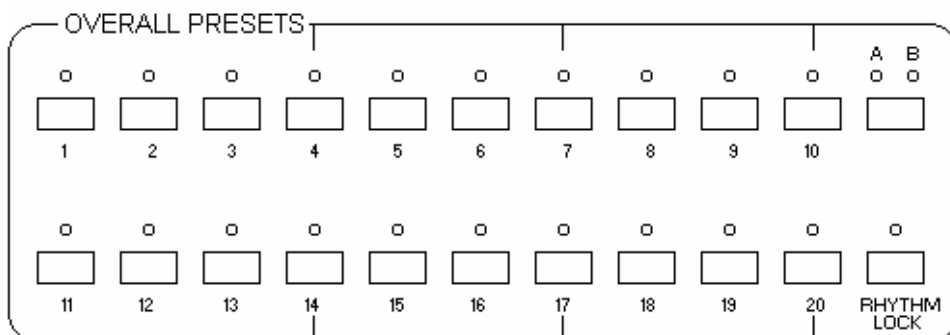 OVERALL PRESETS
A B
1 2 3 4 5 6 7 8 9 10
11 12 13 14 15 16 17 18 19 20 RHYTHM
LOCK